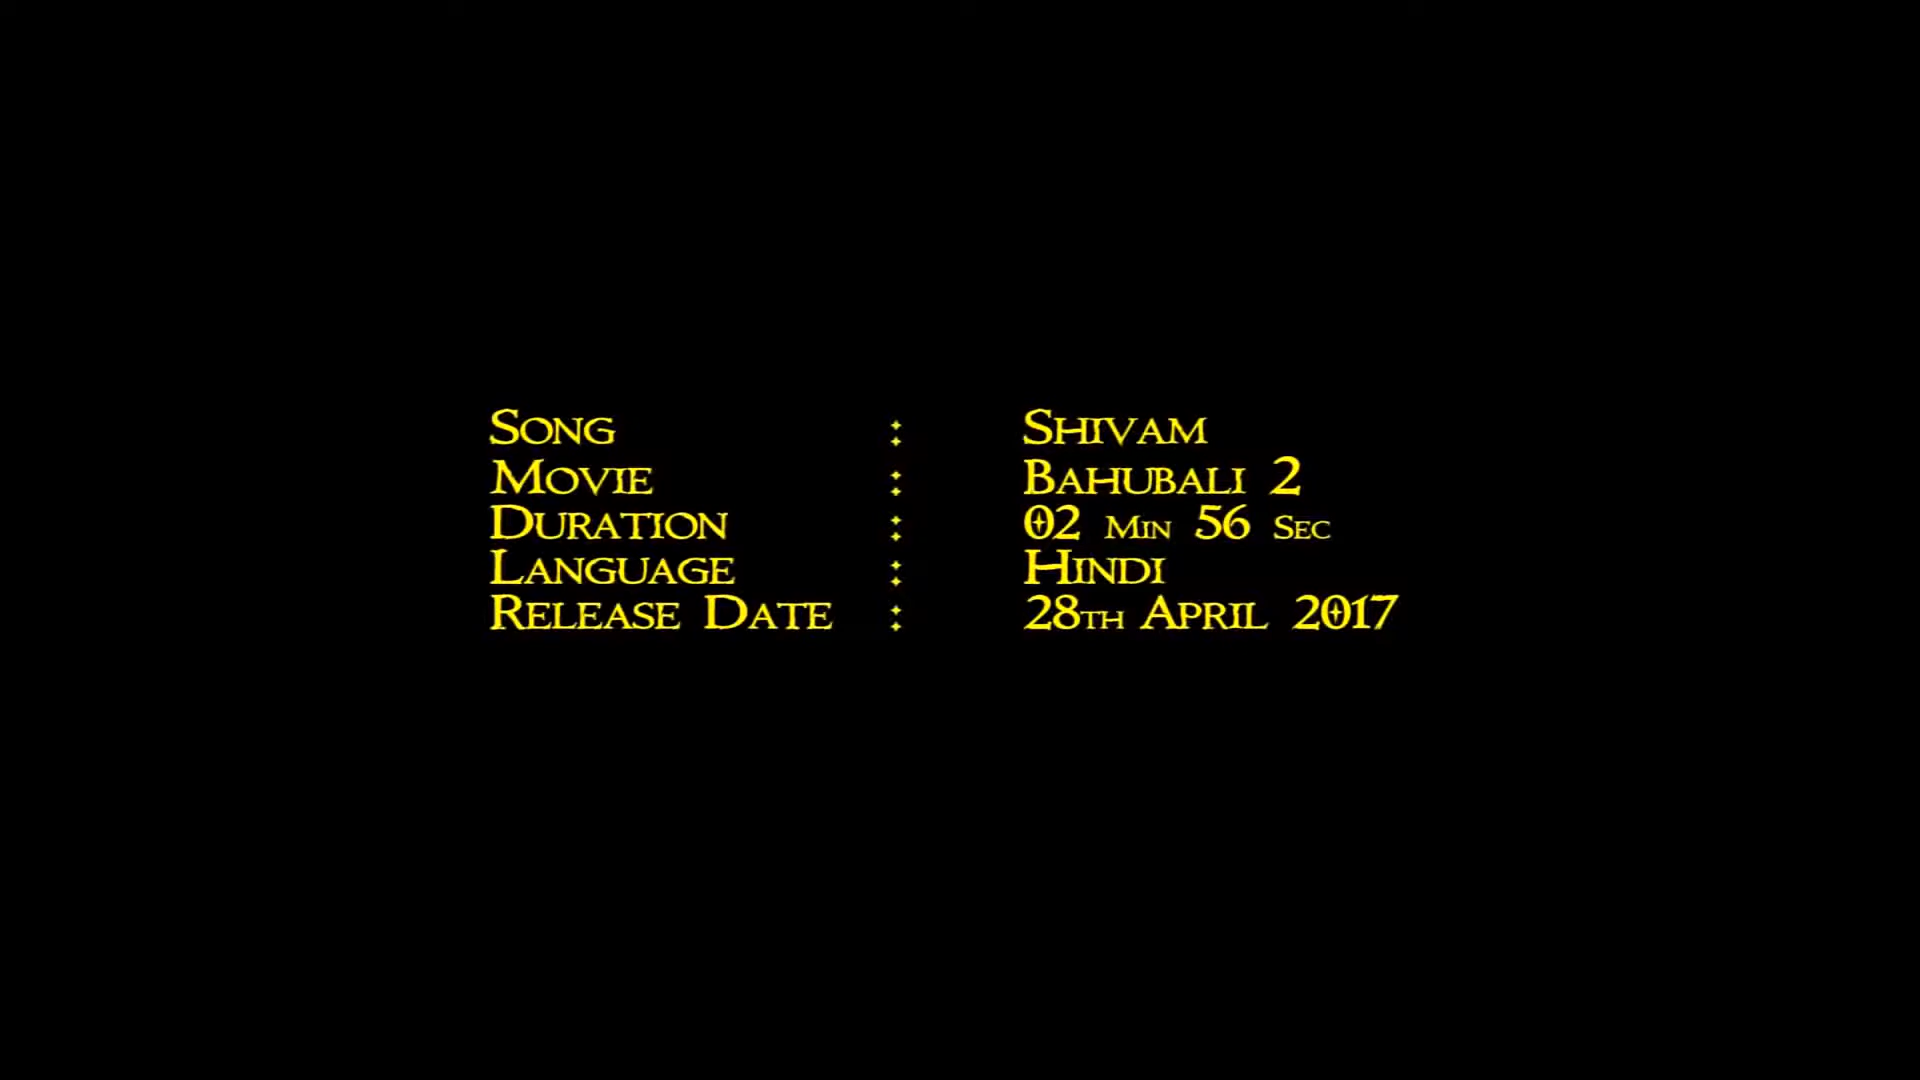 Song : Shivam
Movie : Bahubali 2
Duration : 02 Min 56 Sec
Language : Hindi
Release Date : 28th April 2017